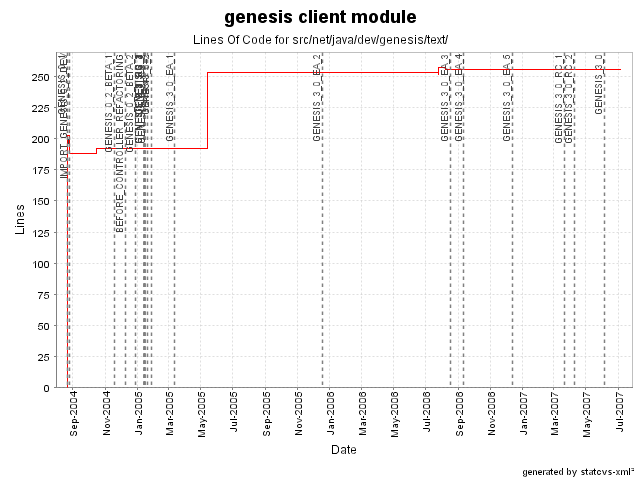 genesis client module
Lines Of Code for src/net/java/dev/genesis/text/
Lines
250
225
200
175
150
125
100
75
50
25
0
GENESIS_0_2_BETA_1
BEFORE_CONTROLLER_REFACTORING
GENESIS_0_2_BETA_2
GENESIS_3_0_EA_1
GENESIS_3_0_EA_2
GENESIS_3_0_EA_3
GENESIS_3_0_EA_4
GENESIS_3_0_EA_5
GENESIS_3_0_RC_1
GENESIS_3_0_RC_2
GENESIS_3_0
Sep-2004
Nov-2004
Jan-2005
Mar-2005
May-2005
Jul-2005
Sep-2005
Nov-2005
Jan-2006
Mar-2006
May-2006
Jul-2006
Sep-2006
Nov-2006
Jan-2007
Mar-2007
May-2007
Jul-2007
Date
generated by statcvs-xml²